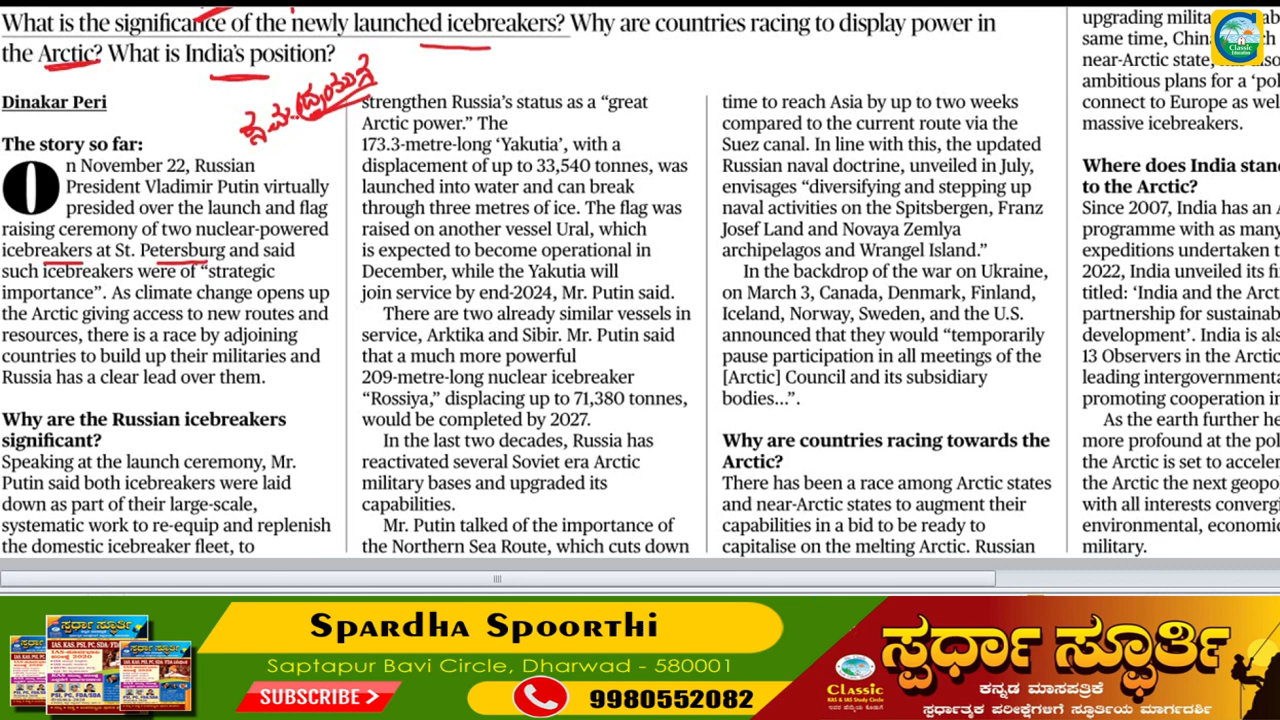 What is the significance of the newly launched icebreakers? Why are countries racing to display power in
the Arctic? What is India's position?
Dinakar Peri
The story so far:
On November 22, Russian
President Vladimir Putin virtually
presided over the launch and flag
raising ceremony of two nuclear-powered
icebreakers at St. Petersburg and said
such icebreakers were of “strategic
importance”. As climate change opens up
the Arctic giving access to new routes and
resources, there is a race by adjoining
countries to build up their militaries and
Russia has a clear lead over them.
Why are the Russian icebreakers
significant?
Speaking at the launch ceremony, Mr.
Putin said both icebreakers were laid
down as part of their large-scale,
systematic work to re-equip and replenish
the domestic icebreaker fleet, to
strengthen Russia's status as a “great
Arctic power.” The
173.3-metre-long ‘Yakutia’, with a
displacement of up to 33,540 tonnes, was
launched into water and can break
through three metres of ice. The flag was
raised on another vessel Ural, which
is expected to become operational in
December, while the Yakutia will
join service by end-2024, Mr. Putin said.
There are two already similar vessels in
service, Arktika and Sibir. Mr. Putin said
that a much more powerful
209-metre-long nuclear icebreaker
“Rossiya,” displacing up to 71,380 tonnes,
would be completed by 2027.
In the last two decades, Russia has
reactivated several Soviet era Arctic
military bases and upgraded its
capabilities.
Mr. Putin talked of the importance of
the Northern Sea Route, which cuts down
time to reach Asia by up to two weeks
compared to the current route via the
Suez canal. In line with this, the updated
Russian naval doctrine, unveiled in July,
envisages “diversifying and stepping up
naval activities on the Spitsbergen, Franz
Josef Land and Novaya Zemlya
archipelagos and Wrangel Island.”
In the backdrop of the war on Ukraine,
on March 3, Canada, Denmark, Finland,
Iceland, Norway, Sweden, and the U.S.
announced that they would “temporarily
pause participation in all meetings of the
[Arctic] Council and its subsidiary
bodies...”.
Why are countries racing towards the
Arctic?
There has been a race among Arctic states
and near-Arctic states to augment their
capabilities in a bid to be ready to
capitalise on the melting Arctic. Russian
upgrading
same time,
near-Arctic state,
ambitious plans for a
connect to Europe as
massive icebreakers.
Where does India
to the Arctic?
Since 2007, India has an
programme with as many
expeditions undertaken
2022, India unveiled its
titled: ‘India and the
partnership for
development’. India is
13 Observers in the Arctic
leading
promoting cooperation
As the earth further
more profound at the
the Arctic is set to
the Arctic the next
with all interests
environmental,
military.
Classic
Education
Spardha Spoorthi
Saptapur Bavi Circle Dharwad - 580001
SUBSCRIBE >
9980552082
ಸ್ಪರ್ಧಾ ಸ್ಫೂರ್ತಿ
ಕನ್ನಡ ಮಾಸಪತ್ರಿಕೆ
ಸ್ಪರ್ಧಾತ್ಮಕ ಪರೀಕ್ಷೆಗಳಿಗೆ ಸ್ಫೂರ್ತಿಯ ಮಾರ್ಗದರ್ಶಿ
Classic
IAS & KAS Study Circle